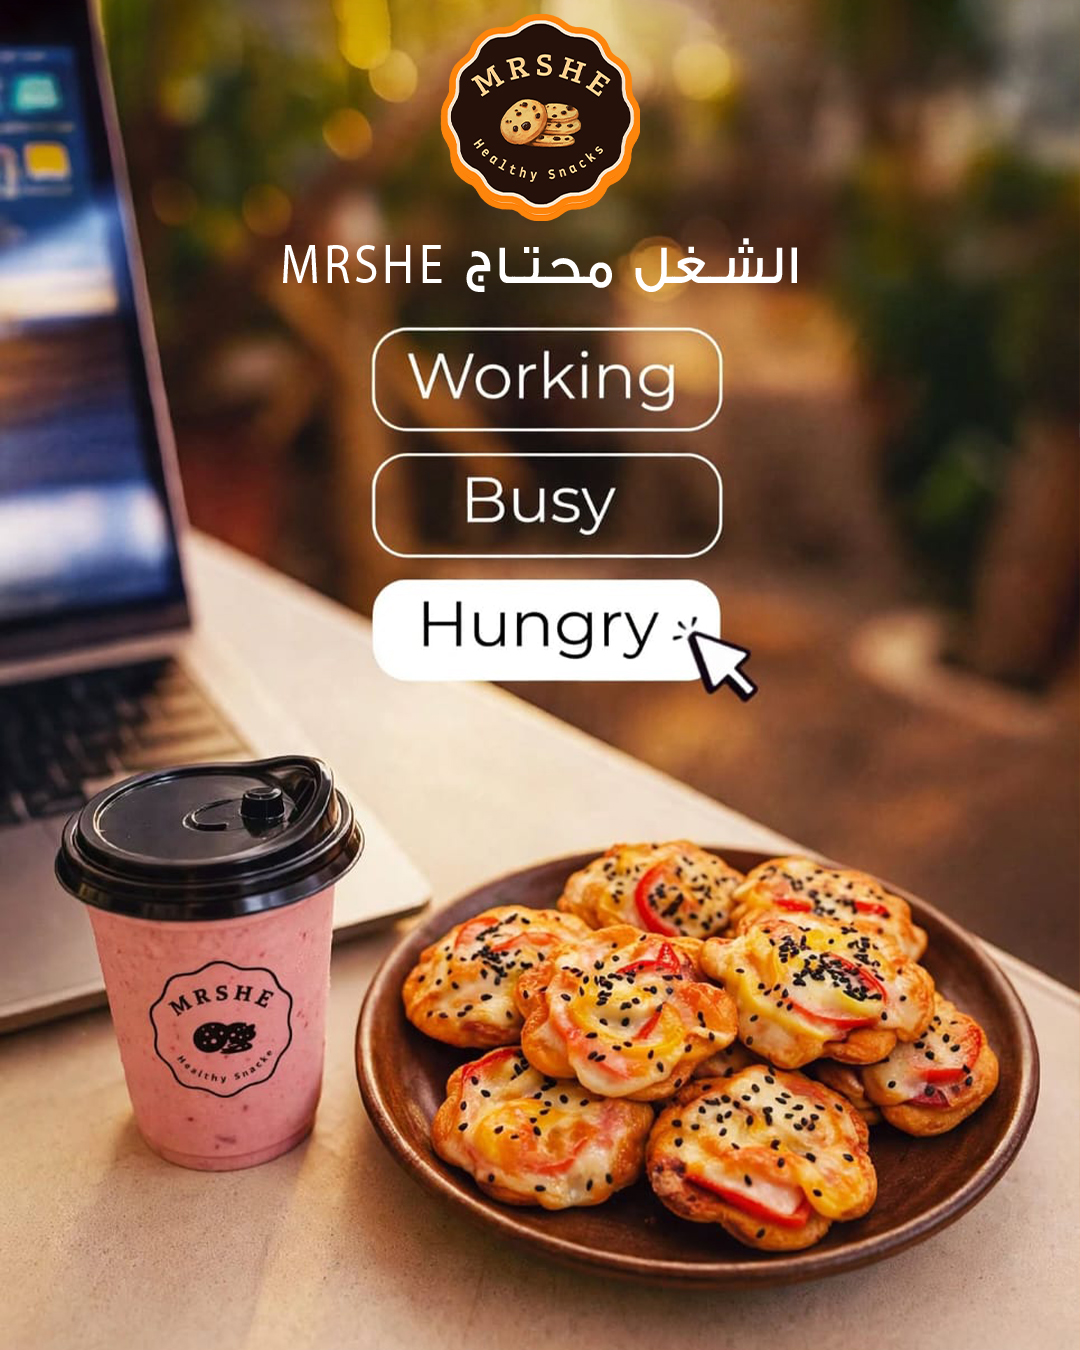 MRSHE
Healthy Snacks
الشغل محتاج MRSHE
Working
Busy
Hungry
MRSHE
Healthy Snacks